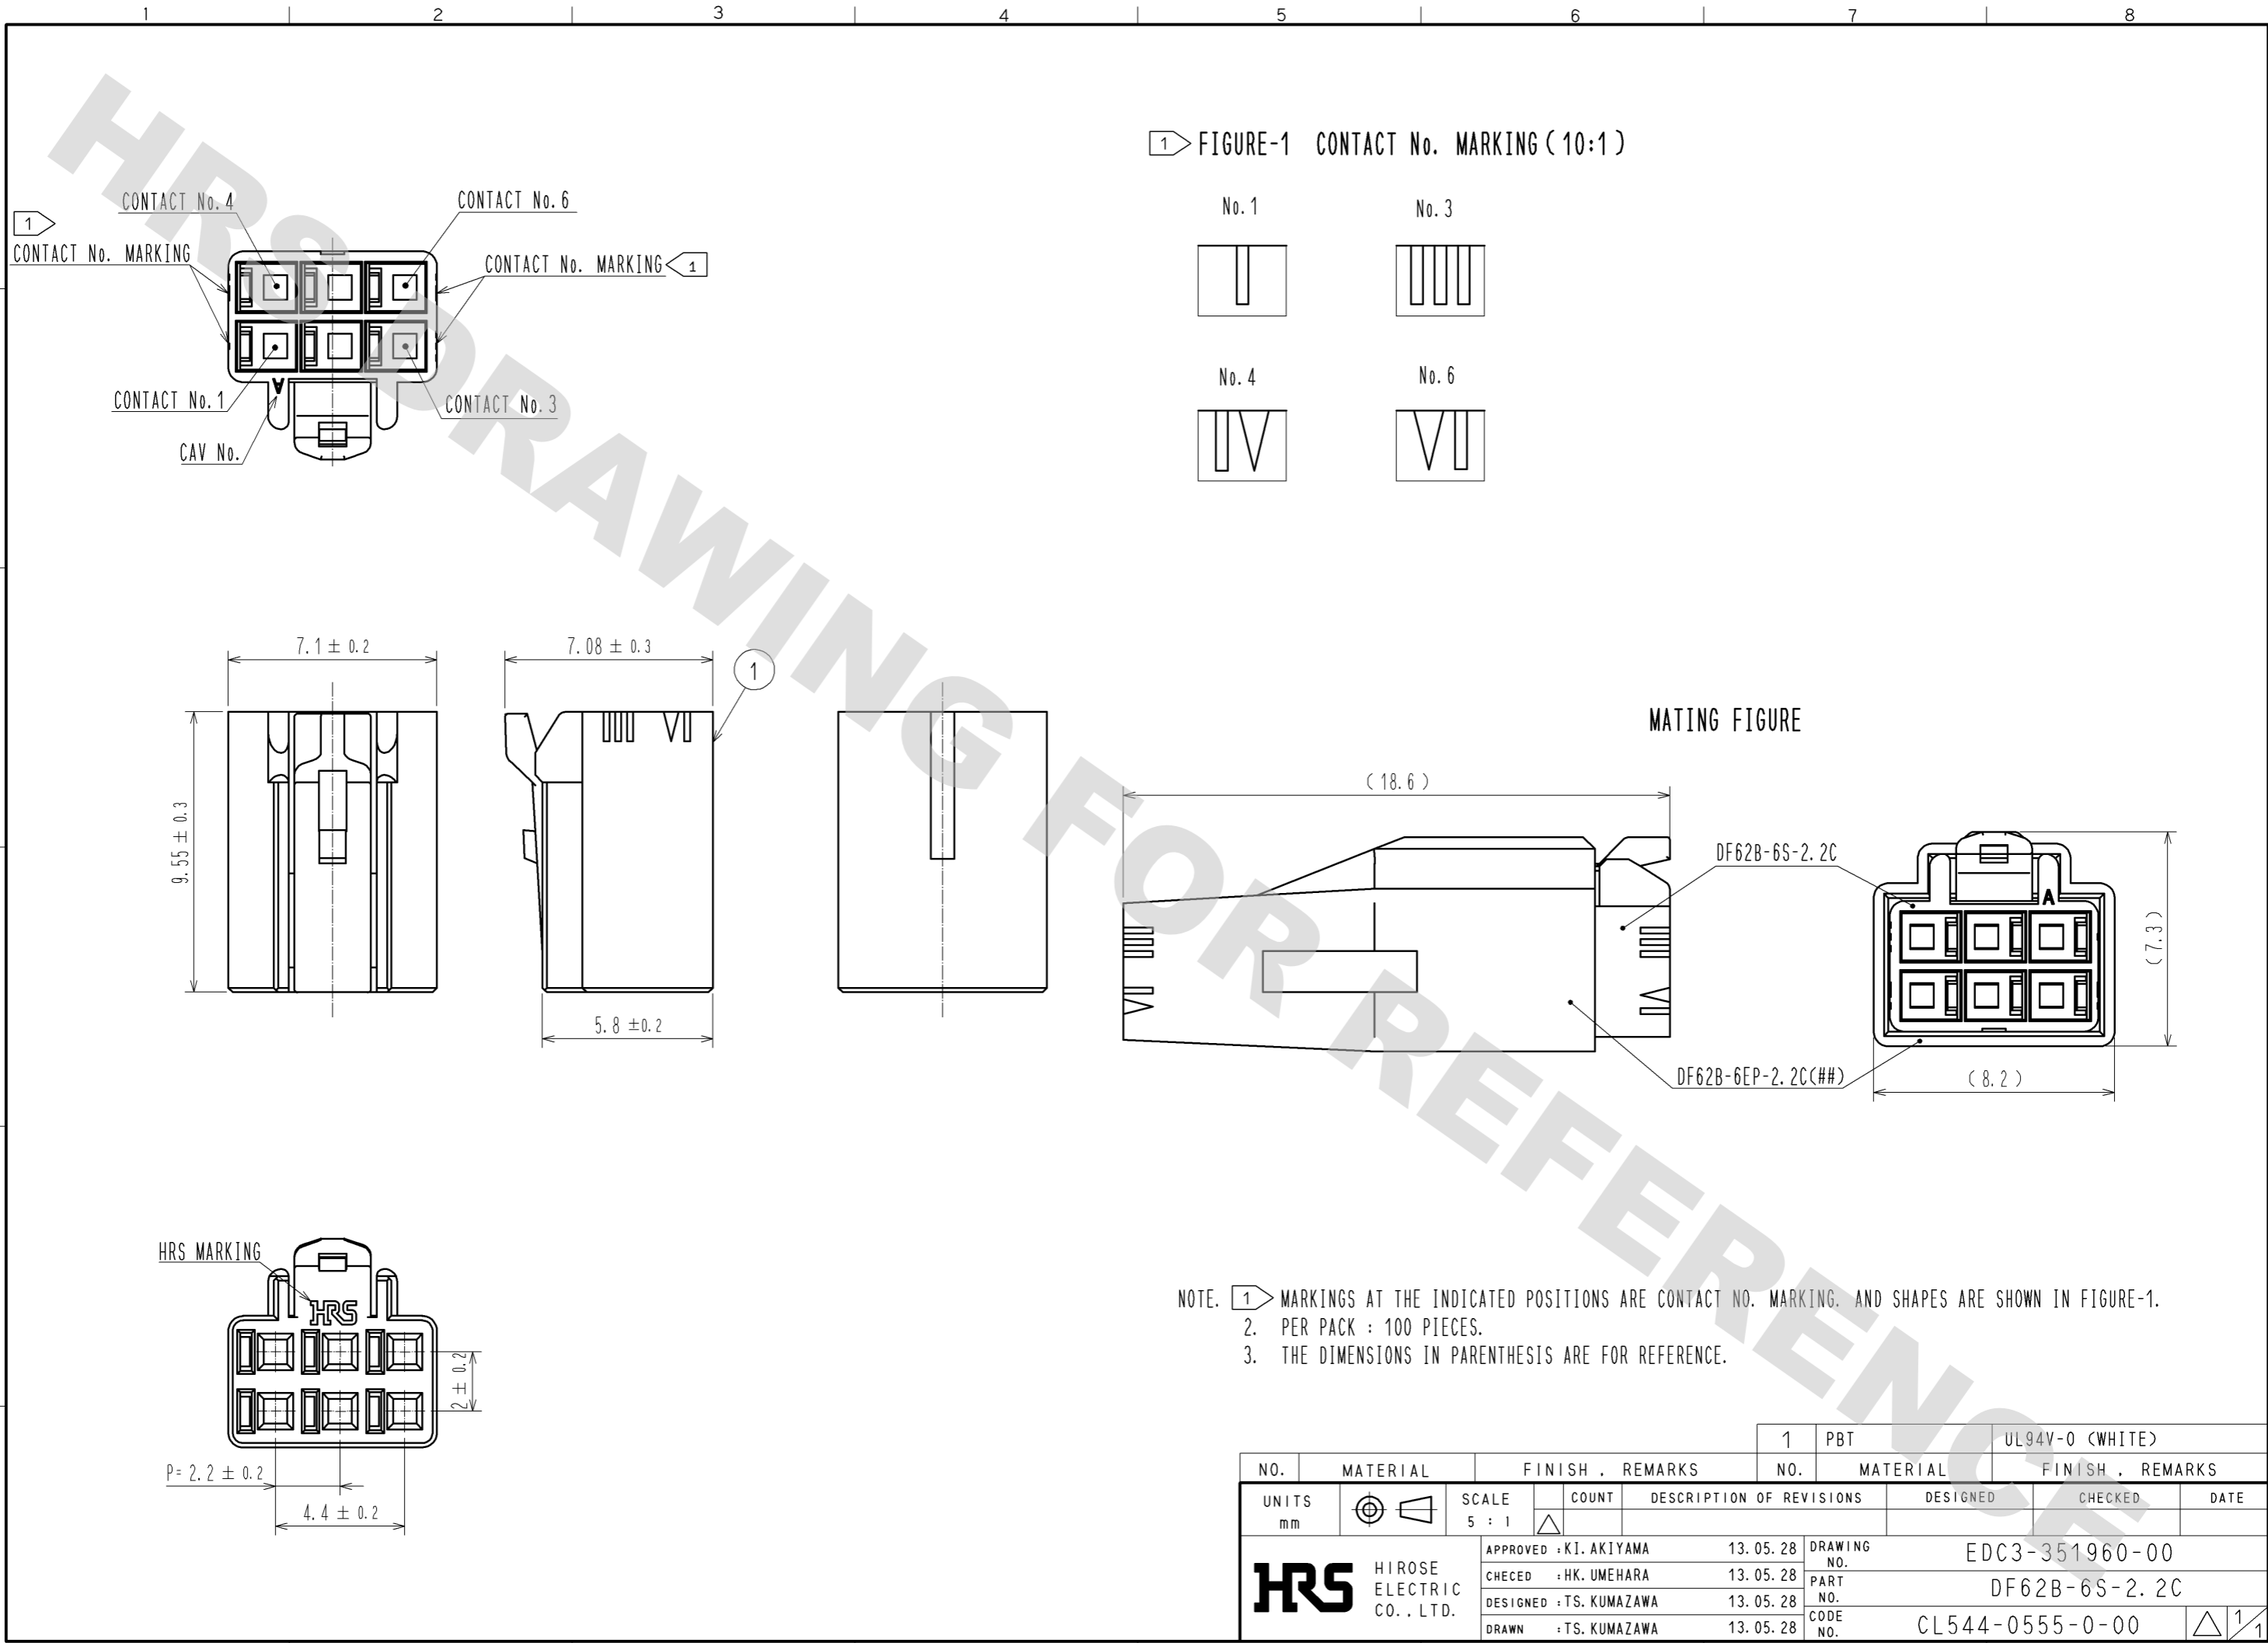 1 2 3 4 5 6 7 8
HRS DRAWING FOR REFERENCE
1 FIGURE-1 CONTACT No. MARKING(10:1)
No.1
No.3
No.4
No.6
CONTACT No.4
CONTACT No.6
1
CONTACT No. MARKING
CONTACT No. MARKING 1
A
CONTACT No.1
CONTACT No.3
CAV No.
7.1 ± 0.2
7.08 ± 0.3
1
9.55 ± 0.3
5.8 ±0.2
MATING FIGURE
(18.6)
DF62B-6S-2.2C
A
(7.3)
DF62B-6EP-2.2C(##)
(8.2)
HRS MARKING
HRS
2 ± 0.2
P= 2.2 ± 0.2
4.4 ± 0.2
NOTE. 1 MARKINGS AT THE INDICATED POSITIONS ARE CONTACT NO. MARKING. AND SHAPES ARE SHOWN IN FIGURE-1.
2. PER PACK : 100 PIECES.
3. THE DIMENSIONS IN PARENTHESIS ARE FOR REFERENCE.
1 PBT UL94V-0 (WHITE)
NO. MATERIAL FINISH , REMARKS NO. MATERIAL FINISH , REMARKS
UNITS mm SCALE 5 : 1 COUNT DESCRIPTION OF REVISIONS DESIGNED CHECKED DATE
HRS HIROSE ELECTRIC CO.,LTD.
APPROVED :KI.AKIYAMA 13.05.28
CHECED :HK.UMEHARA 13.05.28
DESIGNED :TS.KUMAZAWA 13.05.28
DRAWN :TS.KUMAZAWA 13.05.28
DRAWING NO. EDC3-351960-00
PART NO. DF62B-6S-2.2C
CODE NO. CL544-0555-0-00 1/1